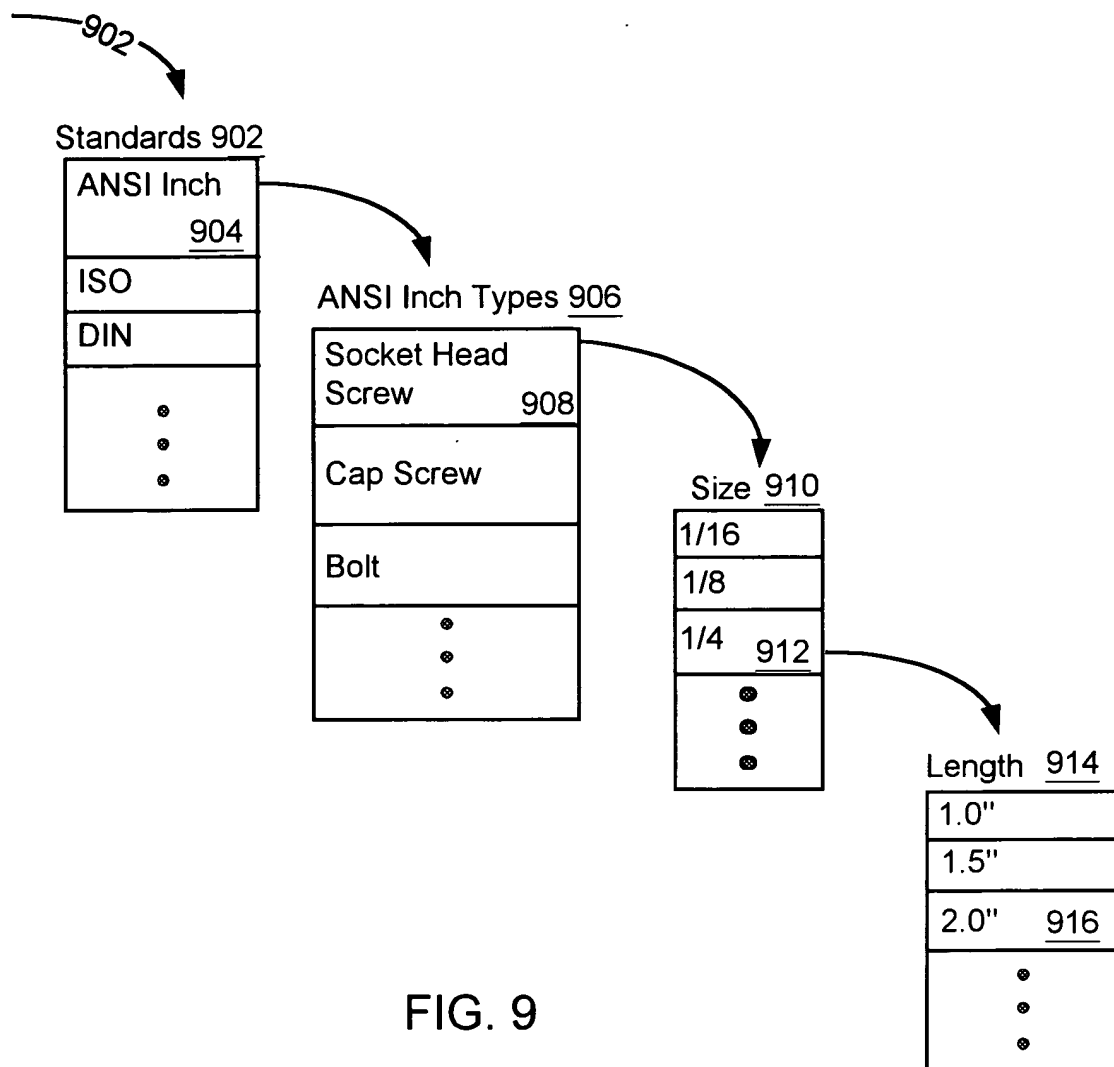 902
Standards 902
ANSI Inch
904
ISO
DIN
ANSI Inch Types 906
Socket Head
Screw
908
Cap Screw
Bolt
Size 910
1/16
1/8
1/4
912
Length 914
1.0"
1.5"
2.0"
916
FIG. 9